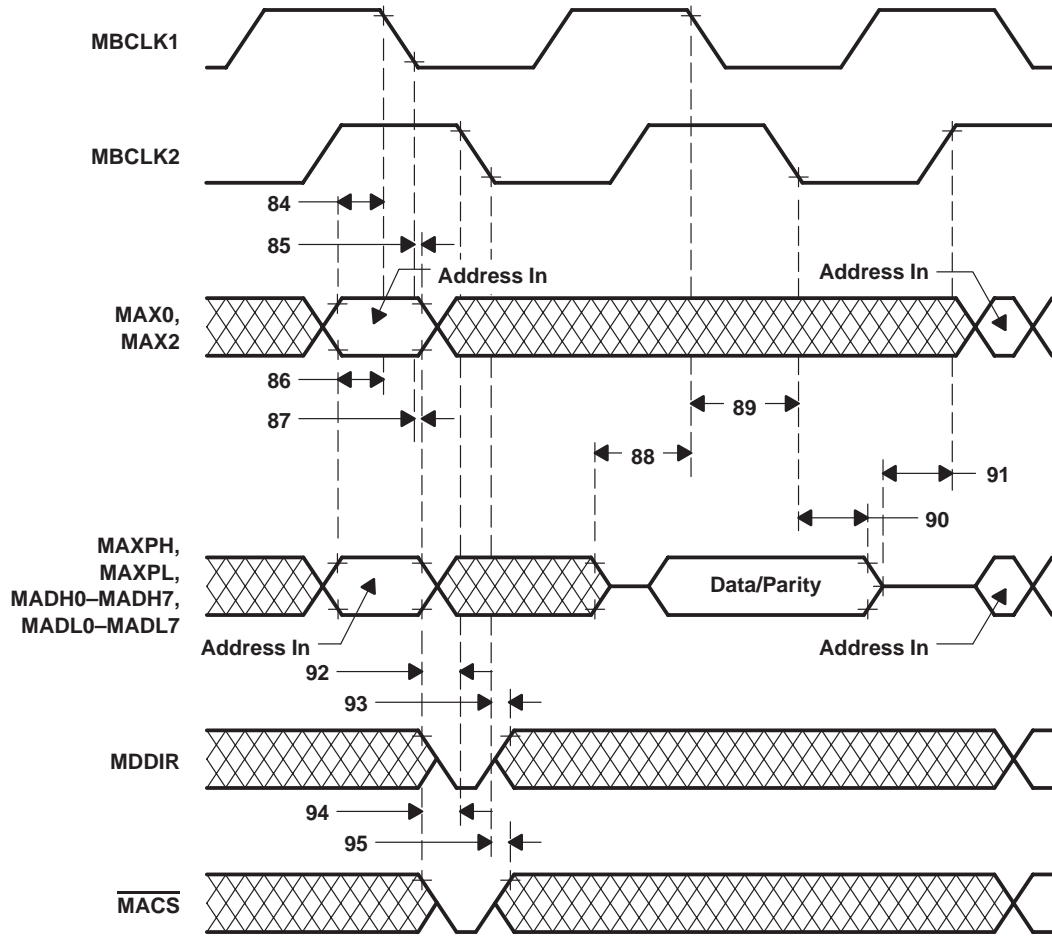 MBCLK1
MBCLK2
84
85
Address In
Address In
MAX0,
MAX2
86
87
89
88
91
90
MAXPH,
MAXPL,
MADH0–MADH7,
MADL0–MADL7
Data/Parity
Address In
Address In
92
93
MDDIR
94
95
MACS